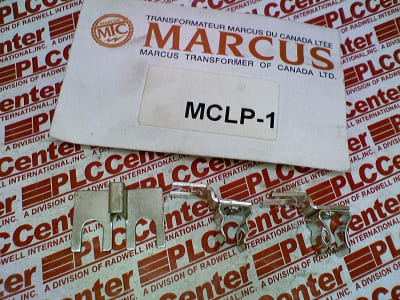 TRANSFORMATEUR MARCUS DU CANADA LTÉE
MTC
MARCUS
MARCUS TRANSFORMER OF CANADA LTD.
MCLP-1
PLCCenter
A DIVISION OF RADWELL INTERNATIONAL, INC.